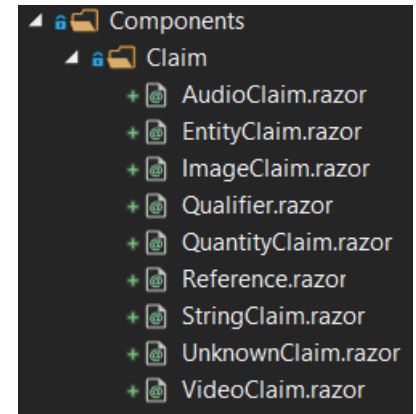 Components
Claim
AudioClaim.razor
EntityClaim.razor
ImageClaim.razor
Qualifier.razor
QuantityClaim.razor
Reference.razor
StringClaim.razor
UnknownClaim.razor
VideoClaim.razor